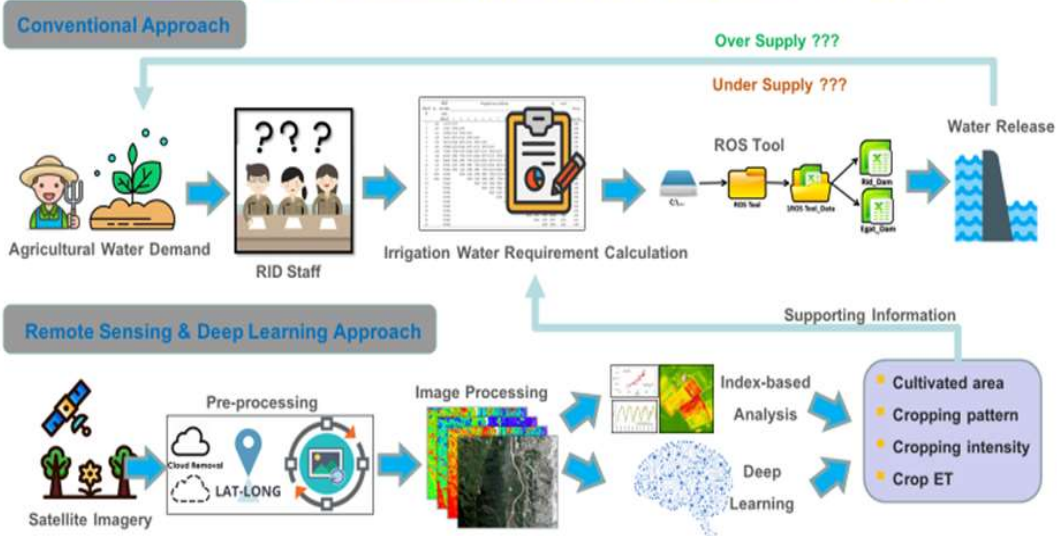 Conventional Approach
Over Supply ???
Under Supply ???
Water Release
ROS Tool
? ? ?
C:\...
ROS Tool
Rid_Dam
Egat_Dam
Agricultural Water Demand
RID Staff
Irrigation Water Requirement Calculation
Remote Sensing & Deep Learning Approach
Supporting Information
Satellite Imagery
Pre-processing
Cloud Removal
LAT-LONG
Image Processing
Index-based
Analysis
Deep
Learning
Cultivated area
Cropping pattern
Cropping intensity
Crop ET